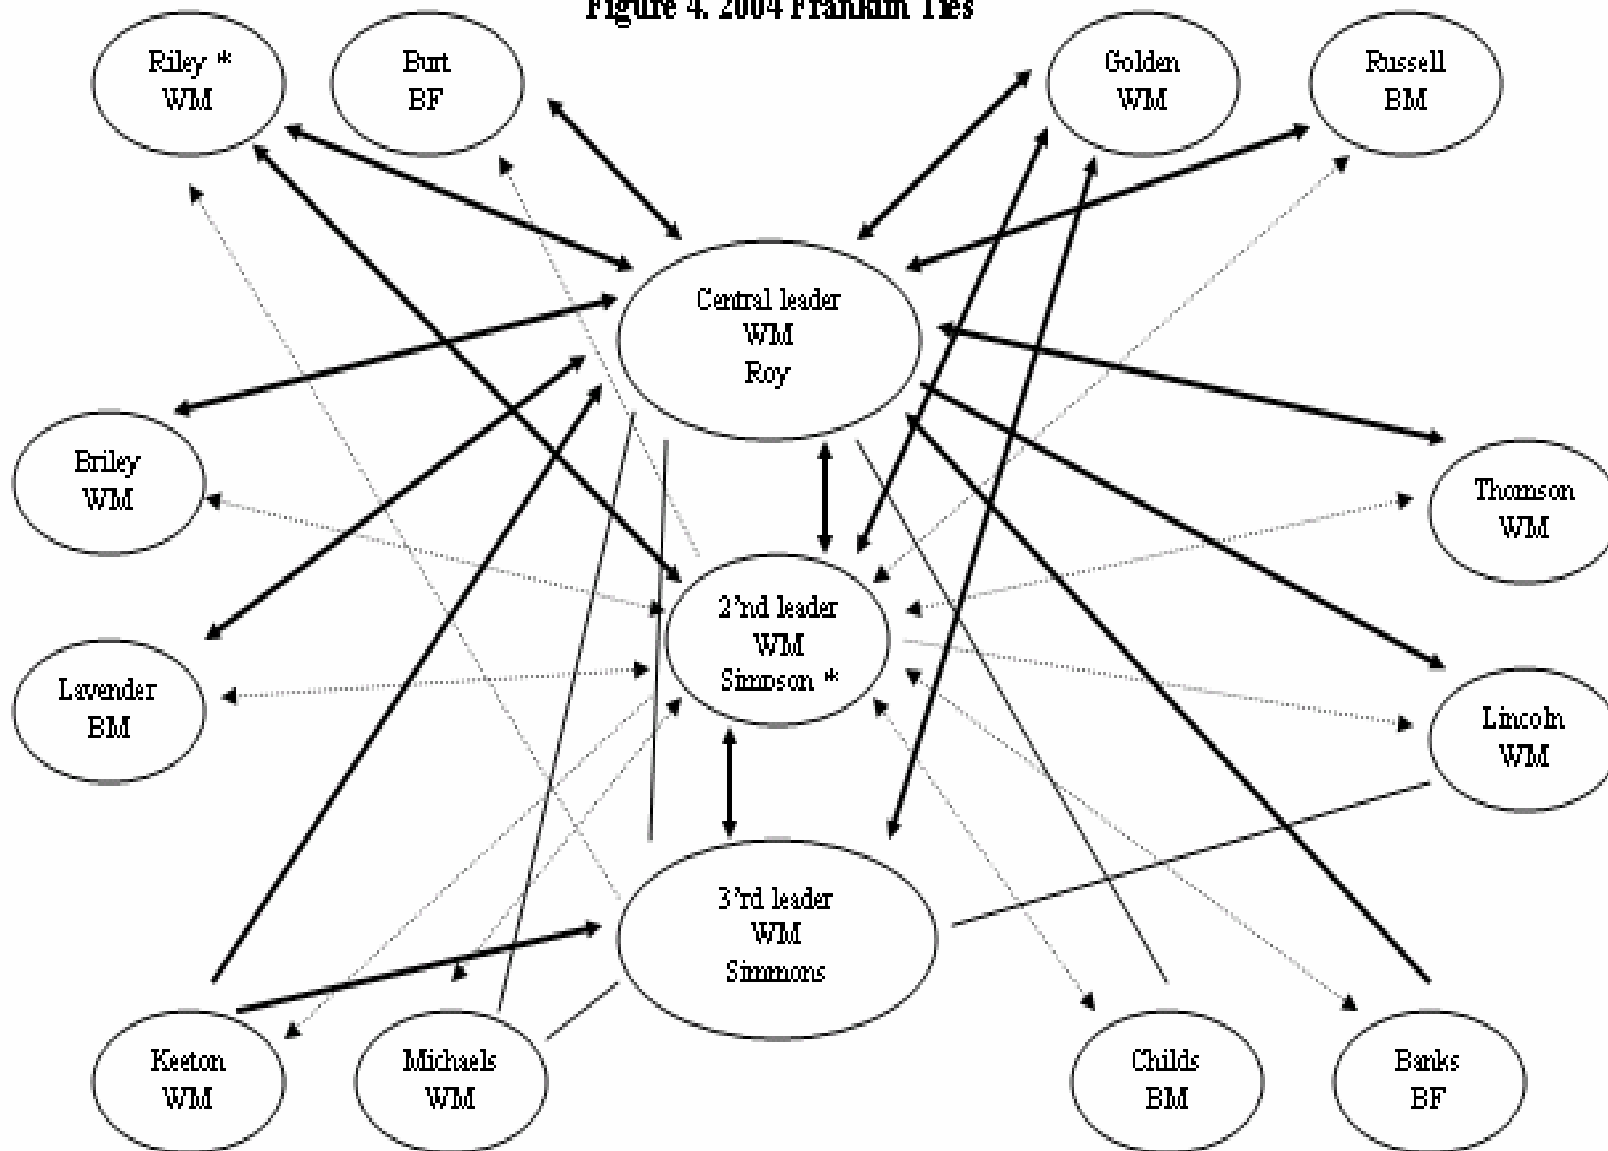 Figure 4. 2004 Franklin Ties
Riley *
WM
Burt
BF
Golden
WM
Russell
BM
Central leader
WM
Roy
Briley
WM
Thomson
WM
2'nd leader
WM
Simpson *
Lavender
BM
Lincoln
WM
3'rd leader
WM
Simmons
Keeton
WM
Michaels
WM
Childs
BM
Banks
BF